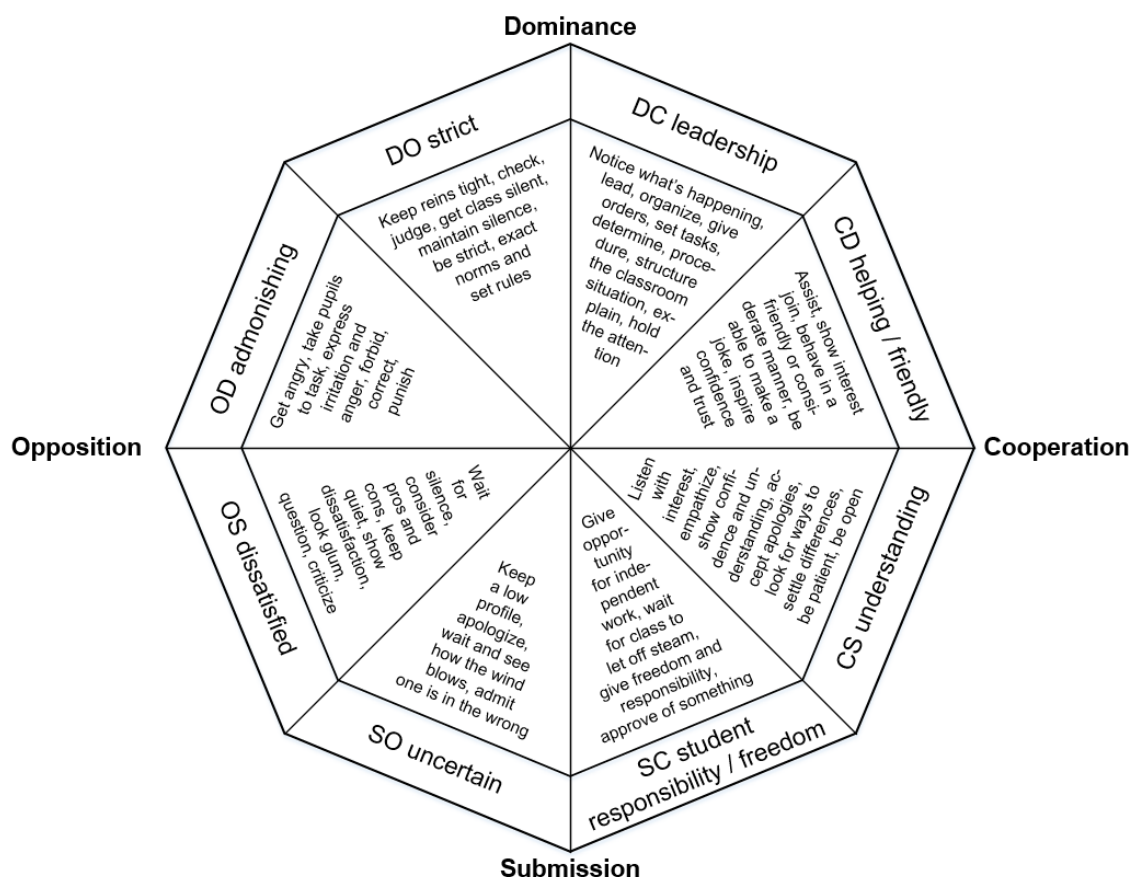 Dominance
DO strict
DC leadership
Keep reins tight, check,
judge, get class silent,
maintain silence,
be strict, exact
norms and
set rules
Notice what's happening,
lead, organize, give
orders, set tasks,
determine, proce-
dure, structure
the classroom
situation, ex-
plain, hold
the atten-
tion
OD admonishing
Get angry, take pupils
to task, express
irritation and
anger, forbid,
correct,
punish
CD helping / friendly
Assist, show interest
join, behave in a
friendly or consi-
derate manner, be
able to make a
joke, inspire
confidence
and trust
Opposition
Cooperation
OS dissatisfied
Wait
for
silence,
consider
pros and
cons, keep
quiet, show
dissatisfaction,
look glum,
question, criticize
CS understanding
Listen
with
interest,
empathize,
show confi-
dence and un-
derstanding, ac-
cept apologies,
look for ways to
settle differences,
be patient, be open
SO uncertain
Keep
a low
profile,
apologize,
wait and see
how the wind
blows, admit
one is in the wrong
SC student
responsibility / freedom
Give
oppor-
tunity
for inde-
pendent
work, wait
for class to
let off steam,
give freedom and
responsibility,
approve of something
Submission